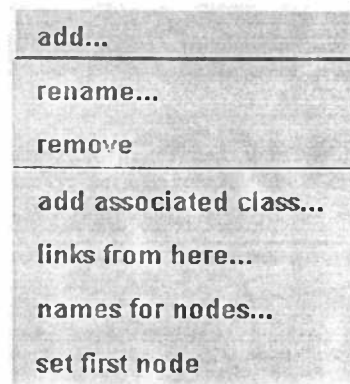 add...
rename...
remove
add associated class...
links from here...
names for nodes...
set first node